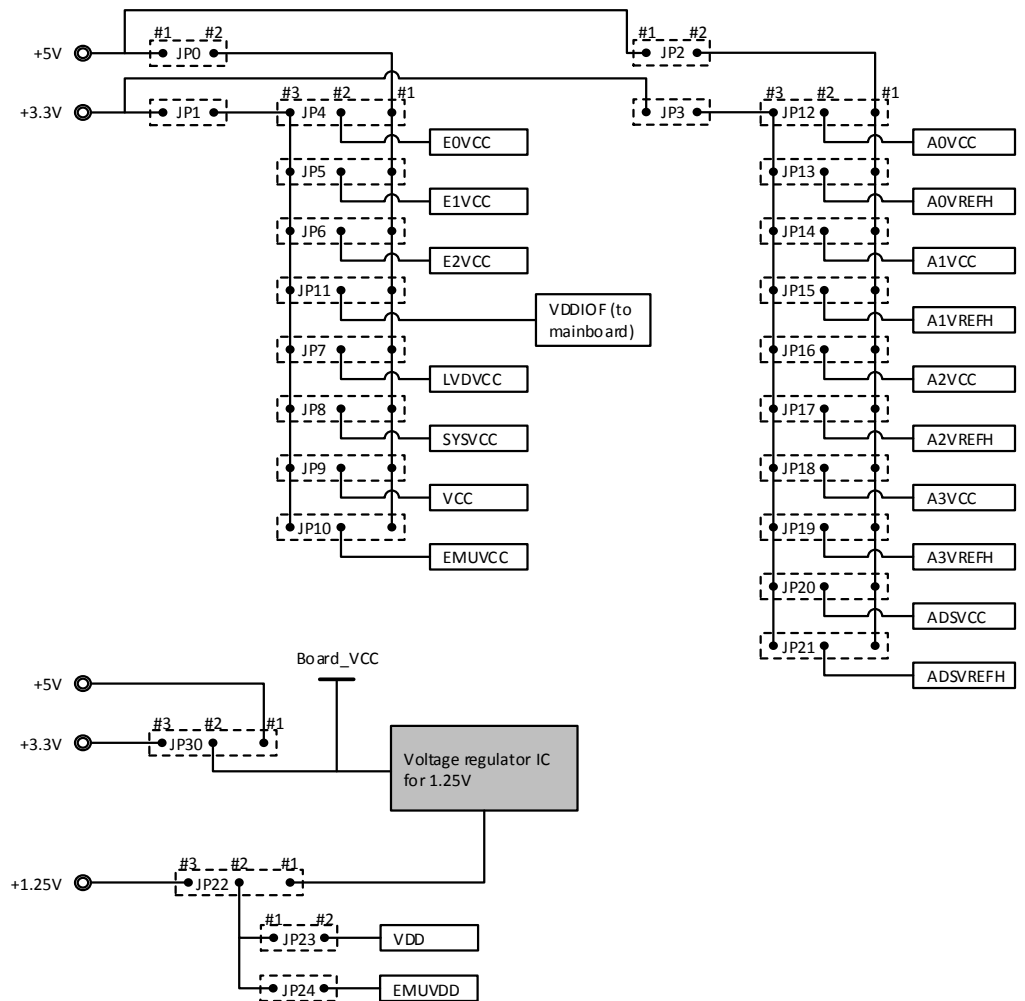 #1 #2
+5V JP0
#1 #2
JP2
+3.3V JP1
#3 #2 #1
JP4
JP3
#3 #2 #1
JP12
E0VCC
A0VCC
JP5
JP13
E1VCC
A0VREFH
JP6
JP14
E2VCC
A1VCC
JP11
JP15
VDDIOF (to
mainboard)
A1VREFH
JP7
JP16
LVDVCC
A2VCC
JP8
JP17
SYSVCC
A2VREFH
JP9
JP18
VCC
A3VCC
JP10
JP19
EMUVCC
A3VREFH
JP20
ADSVCC
JP21
ADSVREFH
Board_VCC
+5V
#3 #2 #1
+3.3V JP30
Voltage regulator IC
for 1.25V
#3 #2 #1
+1.25V JP22
#1 #2
JP23 VDD
JP24 EMUVDD